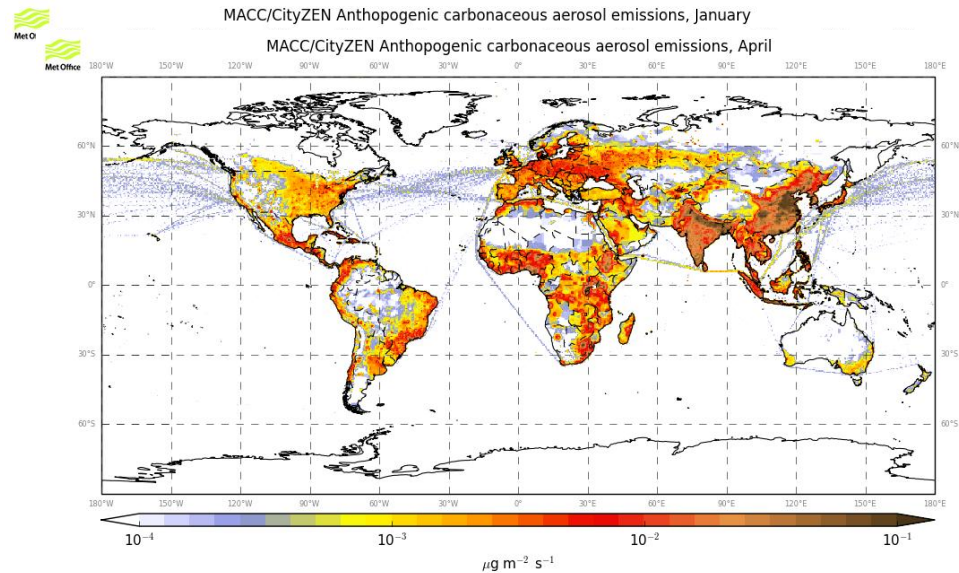 MACC/CityZEN Anthopogenic carbonaceous aerosol emissions, January
Met Of
MACC/CityZEN Anthopogenic carbonaceous aerosol emissions, April
Met Office
180°W 150°W 120°W 90°W 60°W 30°W 0° 30°E 60°E 90°E 120°E 150°E 180°E
60°N 60°N
30°N 30°N
0° 0°
30°S 30°S
60°S 60°S
180°W 150°W 120°W 90°W 60°W 30°W 0° 30°E 60°E 90°E 120°E 150°E 180°E
10⁻⁴ 10⁻³ 10⁻² 10⁻¹
μg m⁻² s⁻¹